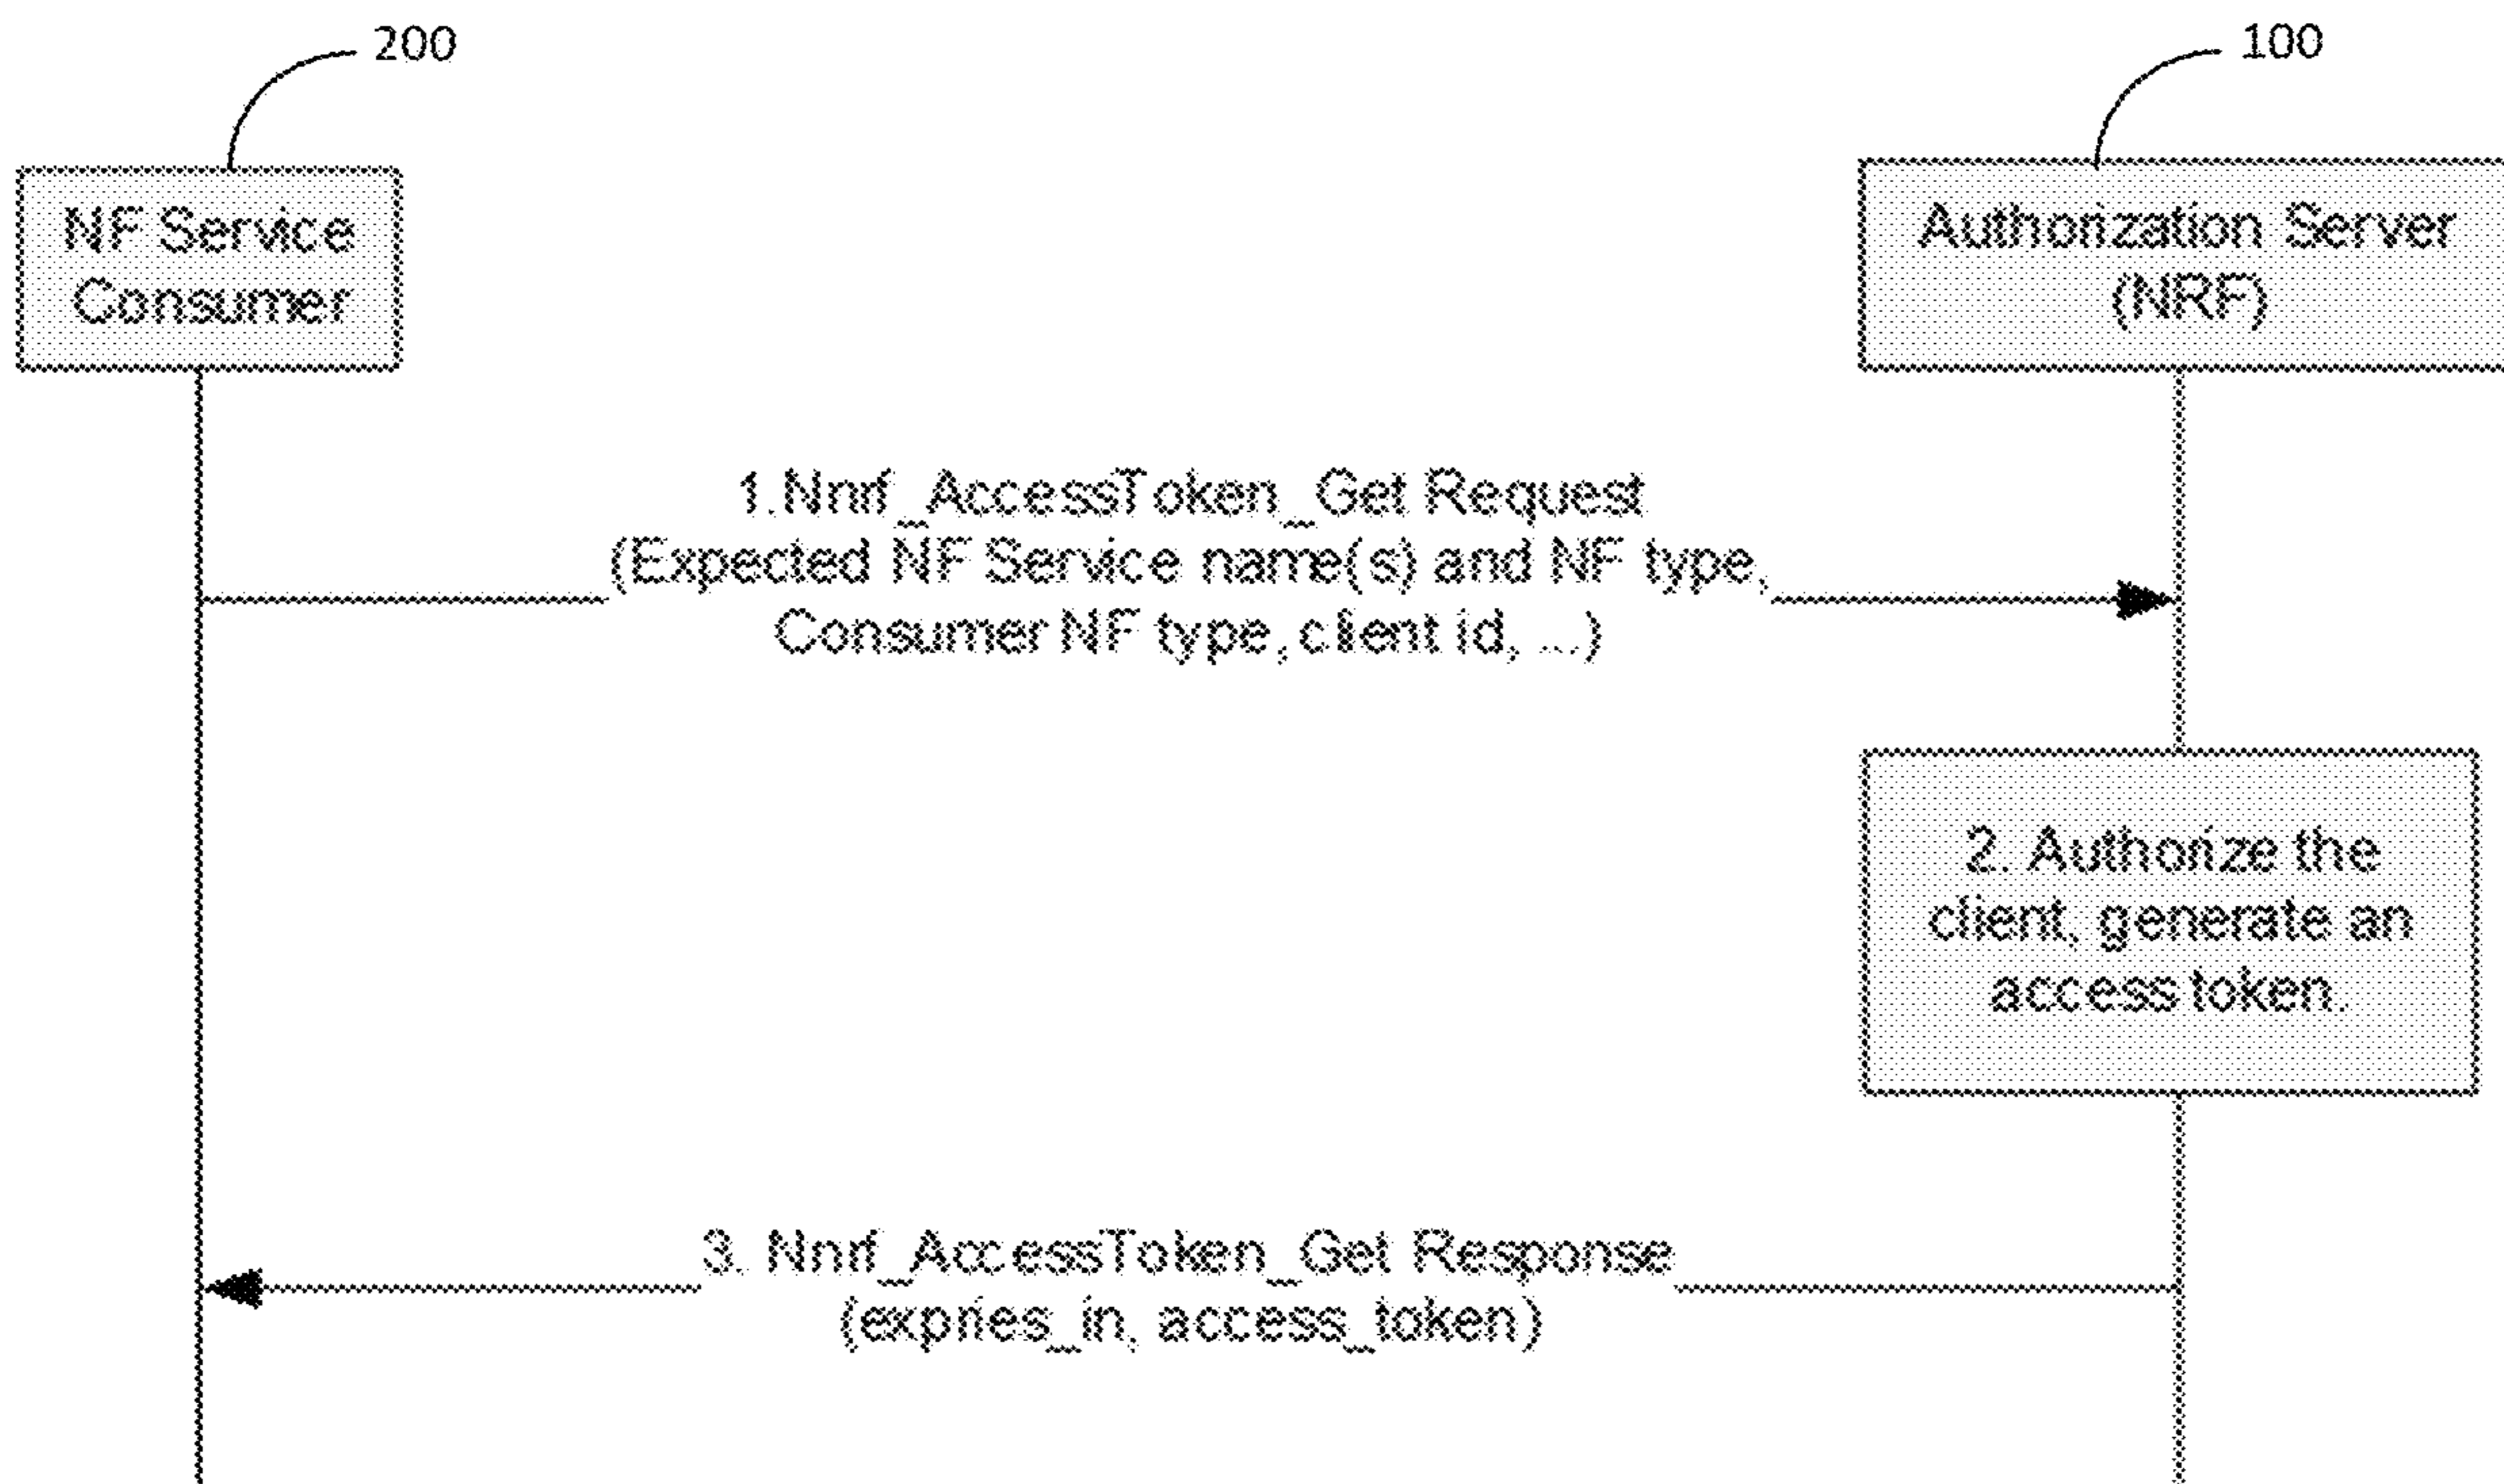 200
100
NF Service
Consumer
Authorization Server
(NRF)
1.Nnrf_AccessToken_Get Request
(Expected NF Service name(s) and NF type,
Consumer NF type, client id, ...)
2. Authorize the
client, generate an
access token.
3. Nnrf_AccessToken_Get Response
(expries_in, access_token)